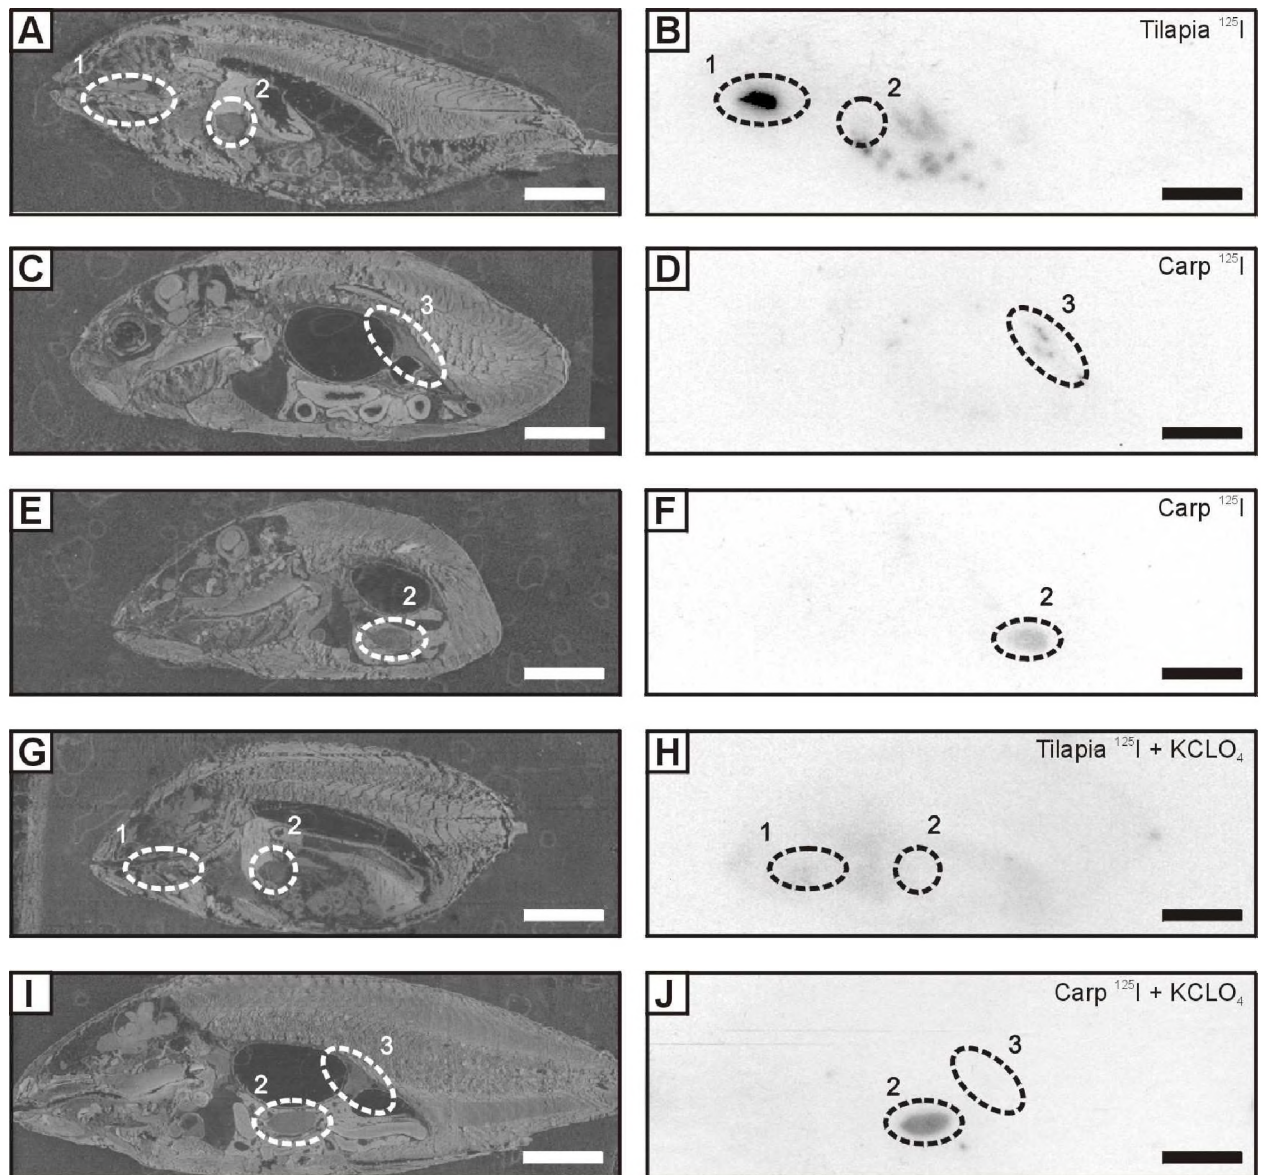 A
1
2
B
Tilapia ¹²⁵I
1
2
C
3
D
Carp ¹²⁵I
3
E
2
F
Carp ¹²⁵I
2
G
1
2
H
Tilapia ¹²⁵I + KCLO₄
1
2
I
3
2
J
Carp ¹²⁵I + KCLO₄
3
2